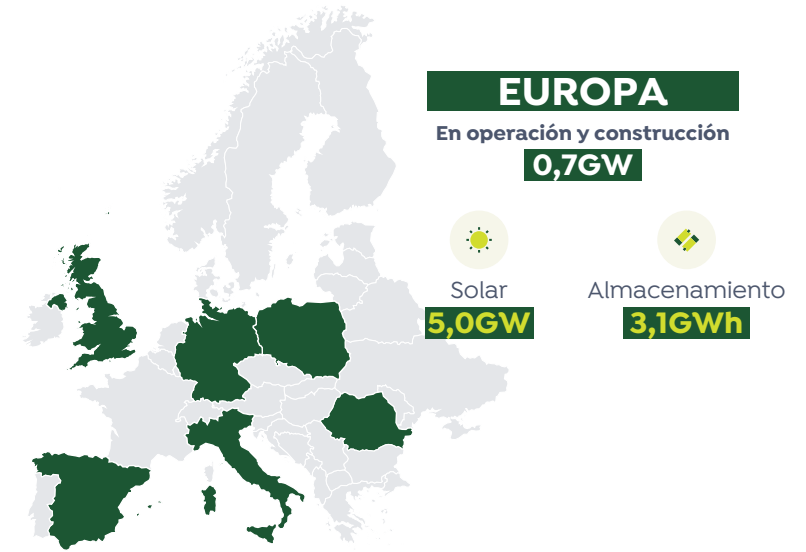 EUROPA
En operación y construcción
0,7GW
Solar
Almacenamiento
5,0GW
3,1GWh